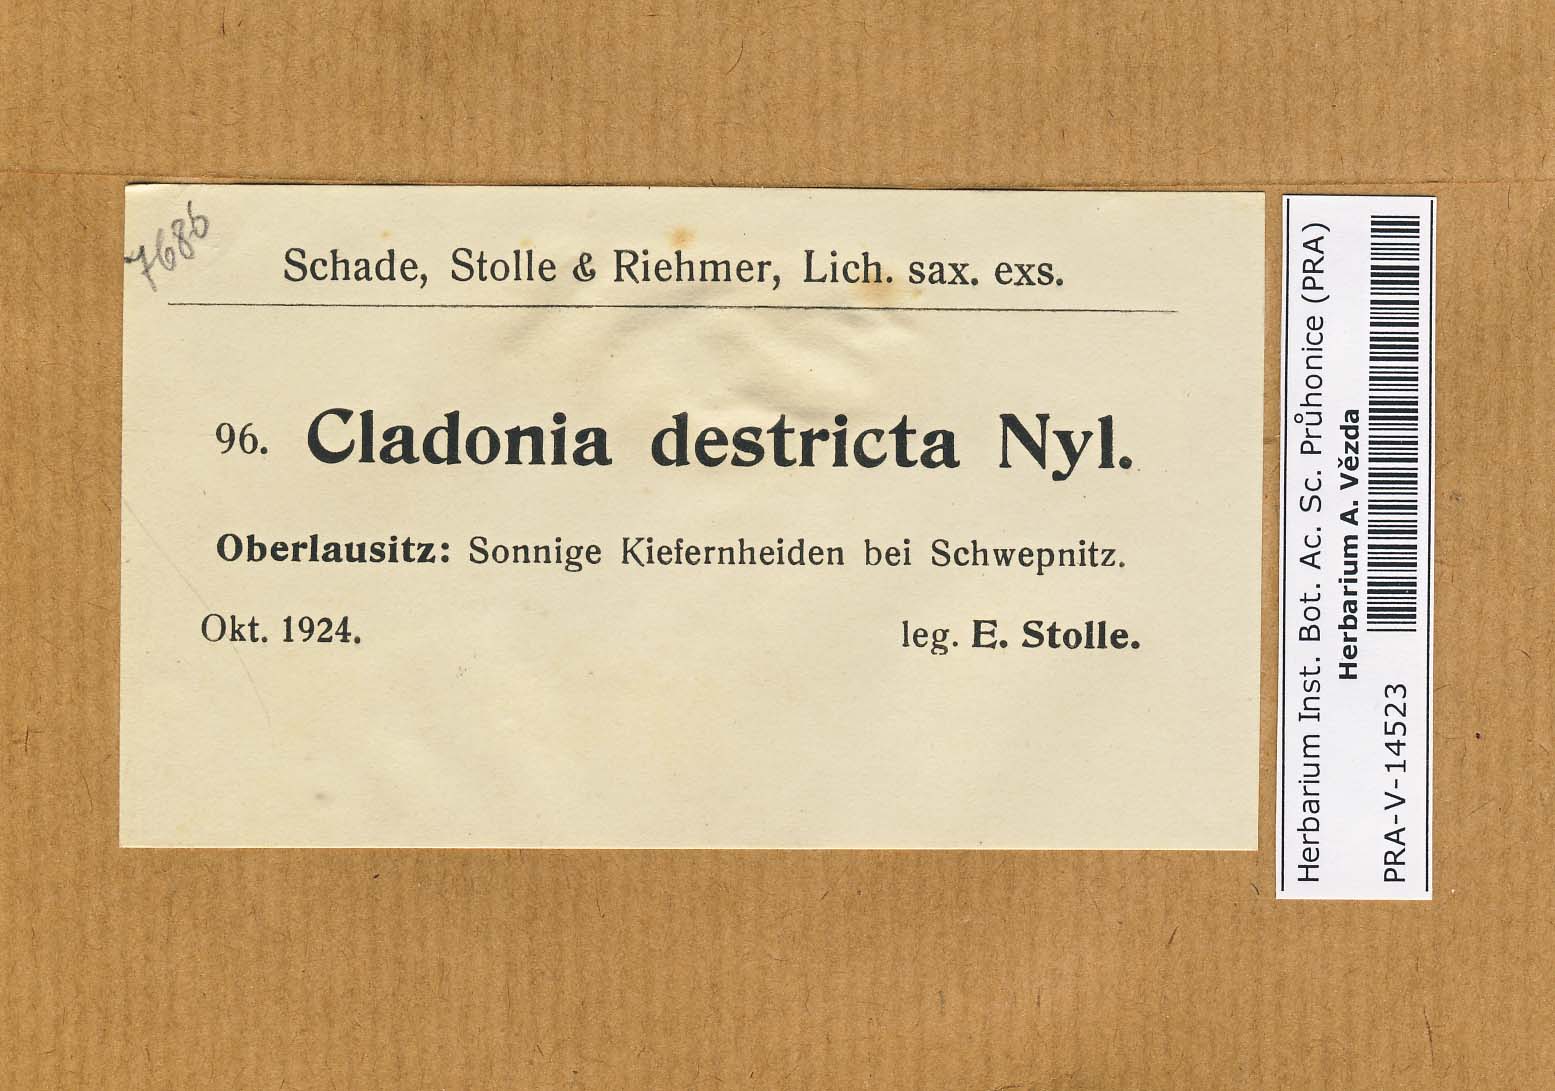 7686
Schade, Stolle & Riehmer, Lich. sax. exs.
96. Cladonia destricta Nyl.
Oberlausitz: Sonnige Kiefernheiden bei Schwepnitz.
Okt. 1924. leg. E. Stolle.
Herbarium Inst. Bot. Ac. Sc. Průhonice (PRA)
Herbarium A. Vězda
PRA-V-14523